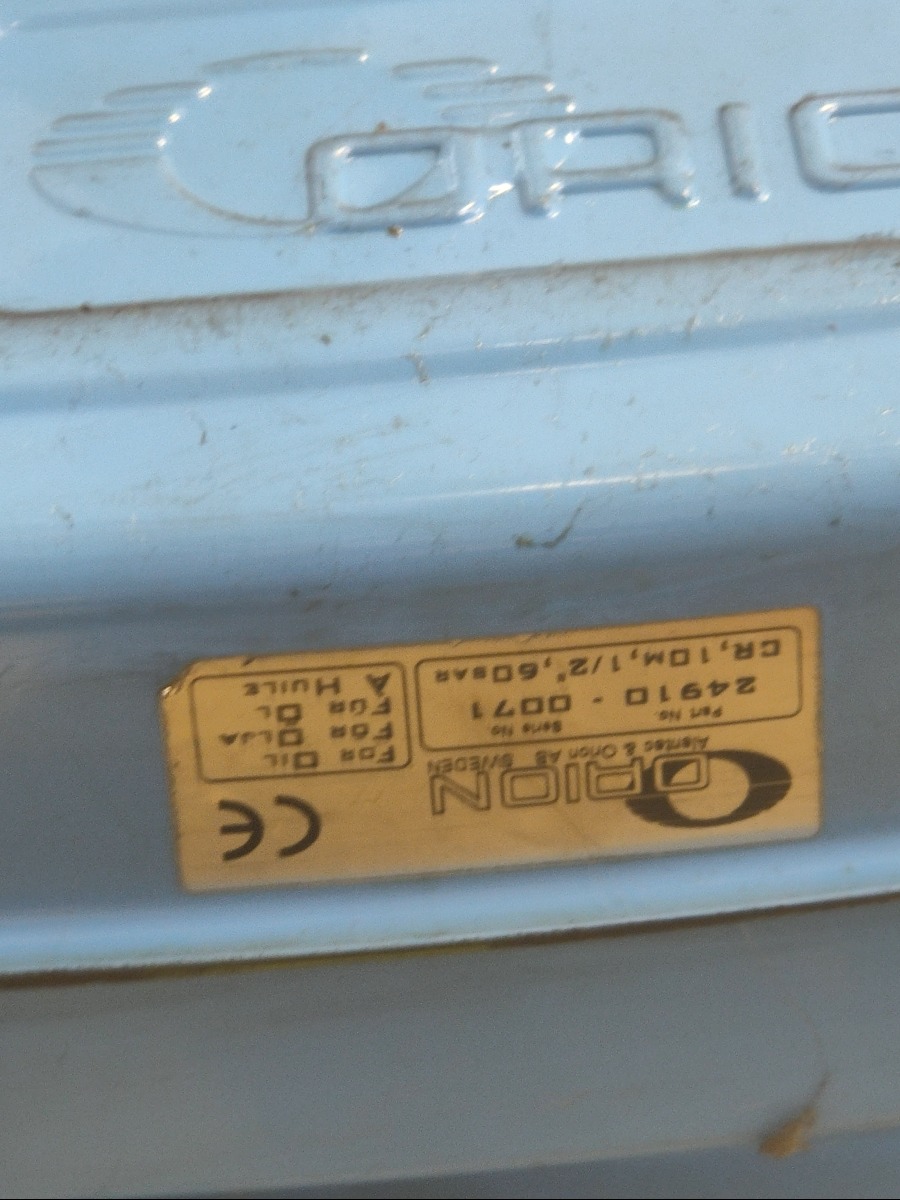 ORIO
ORION
Alentec & Orion AB SWEDEN
Part No. Serie No.
24910 - 0071
CR,10M,1/2",60BAR
CE
FOR OIL
FÖR OLJA
FÜR ÖL
A HUILE